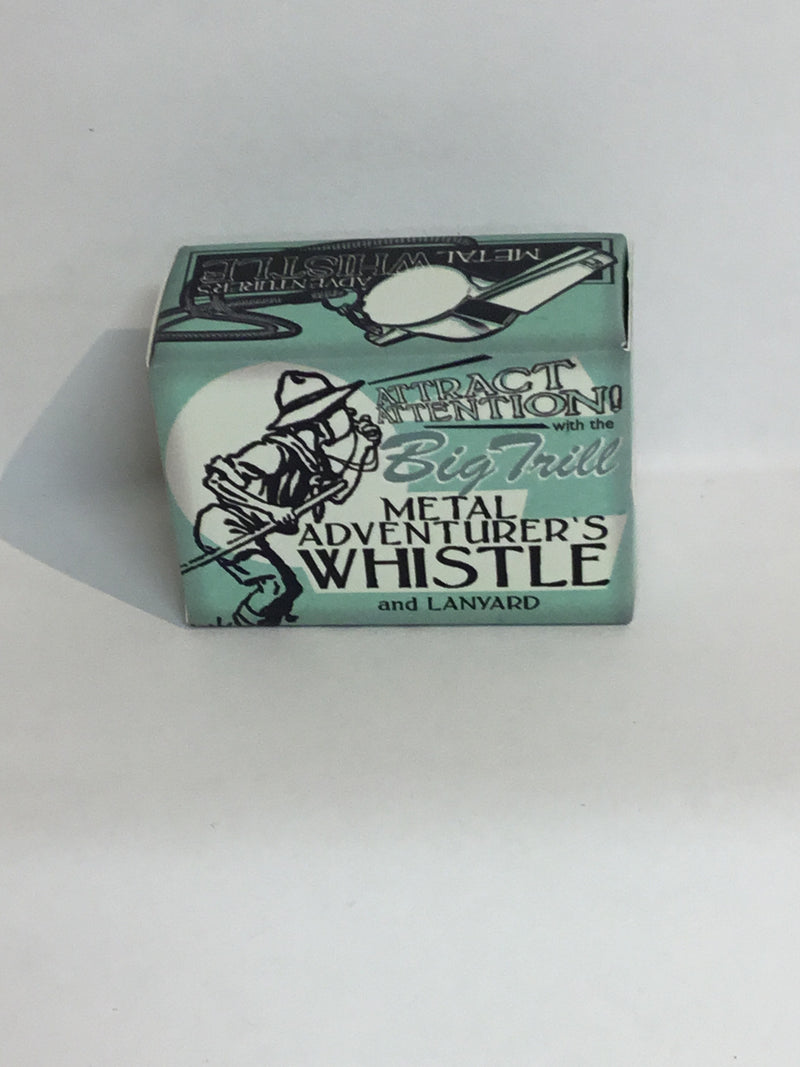 METAL WHISTLE
ADVENTURER'S
ATTRACT
ATTENTION!
with the
Big Trill
METAL
ADVENTURER'S
WHISTLE
and LANYARD